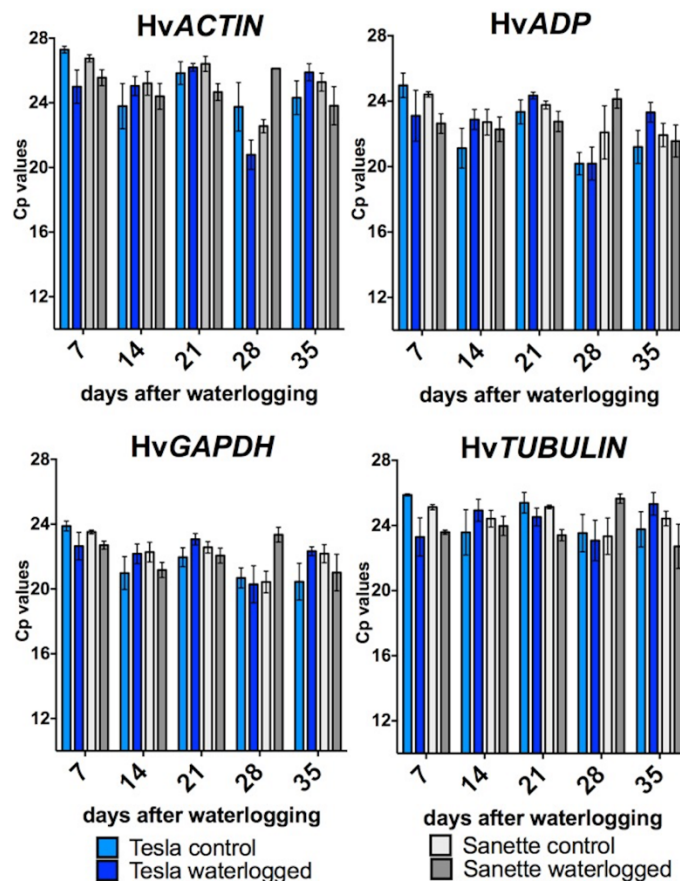 HvACTIN
28
24
20
16
12
Cp values
7
14
21
28
35
days after waterlogging
HvADP
28
24
20
16
12
Cp values
7
14
21
28
35
days after waterlogging
HvGAPDH
28
24
20
16
12
Cp values
7
14
21
28
35
days after waterlogging
HvTUBULIN
28
24
20
16
12
Cp values
7
14
21
28
35
days after waterlogging
Tesla control
Tesla waterlogged
Sanette control
Sanette waterlogged